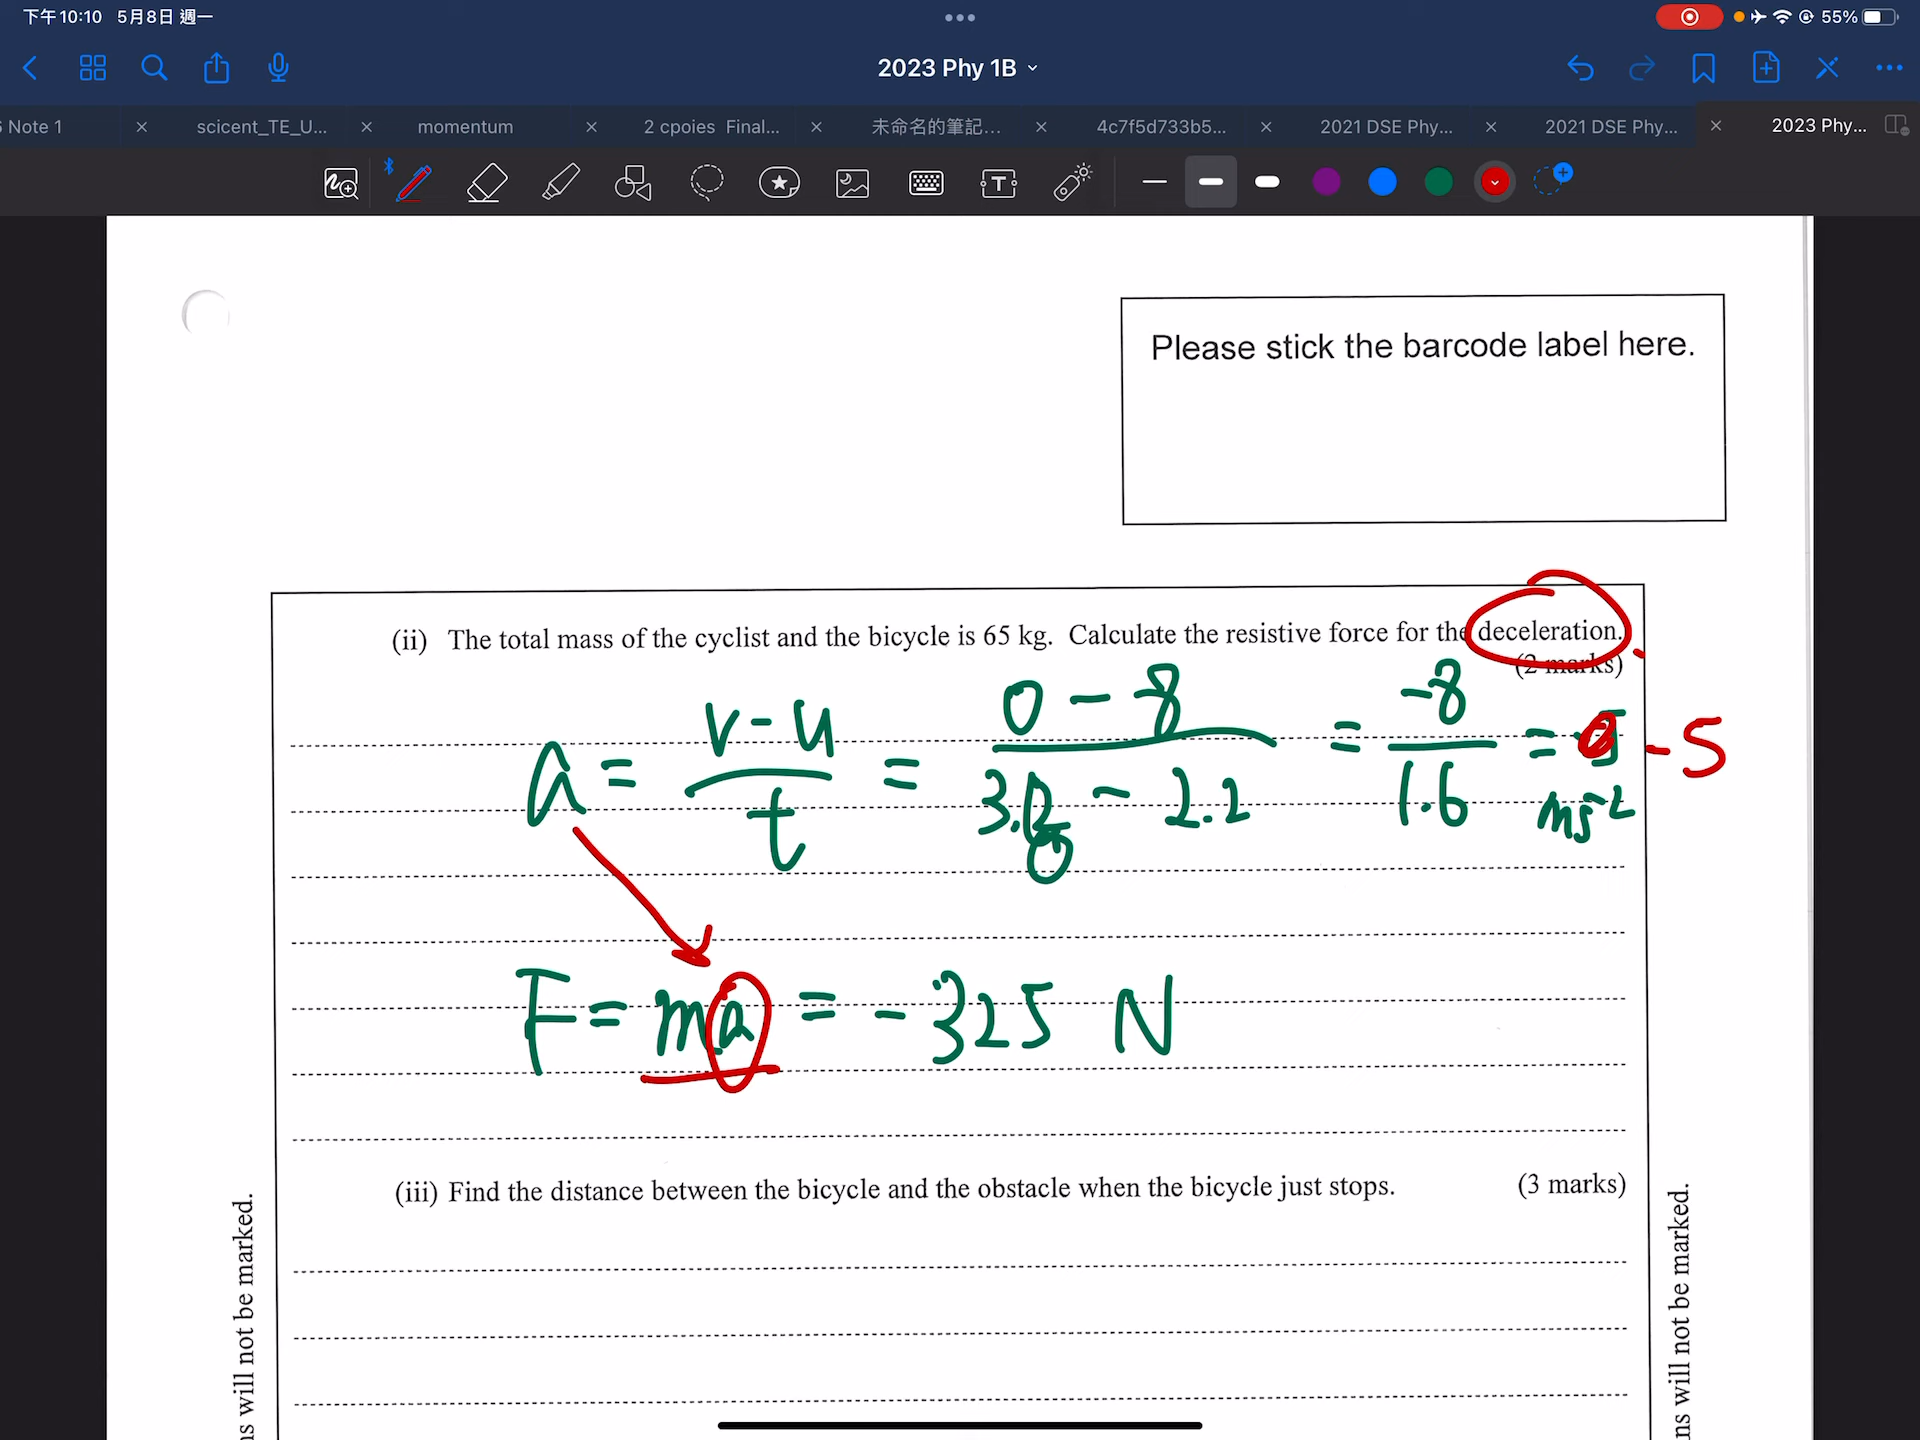 下午10:10 5月8日 週一
55%
2023 Phy 1B
Note 1
scicent_TE_U...
momentum
2 cpoies Final...
未命名的筆記...
4c7f5d733b5...
2021 DSE Phy...
2021 DSE Phy...
2023 Phy...
Please stick the barcode label here.
(ii) The total mass of the cyclist and the bicycle is 65 kg. Calculate the resistive force for the deceleration.
(2 marks)
a = v-u / t = 0 - 8 / 3.8 - 2.2 = -8 / 1.6 = -5 ms⁻²
F = ma = -325 N
(iii) Find the distance between the bicycle and the obstacle when the bicycle just stops. (3 marks)
will not be marked.
will not be marked.